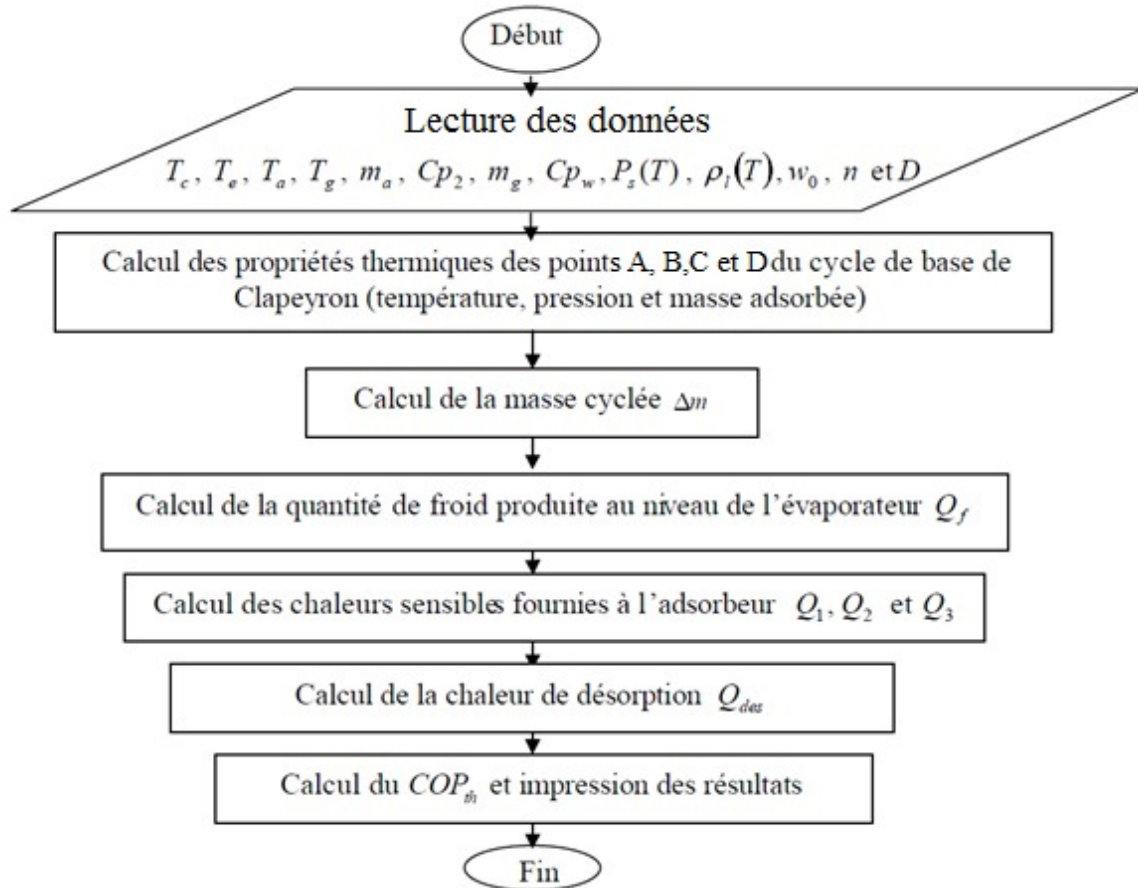 Début
Lecture des données
T_c, T_e, T_a, T_g, m_a, Cp_2, m_g, Cp_w, P_s(T), ρ_l(T), w_0, n et D
Calcul des propriétés thermiques des points A, B,C et D du cycle de base de
Clapeyron (température, pression et masse adsorbée)
Calcul de la masse cyclée Δm
Calcul de la quantité de froid produite au niveau de l'évaporateur Q_f
Calcul des chaleurs sensibles fournies à l'adsorbeur Q_1, Q_2 et Q_3
Calcul de la chaleur de désorption Q_des
Calcul du COP_th et impression des résultats
Fin